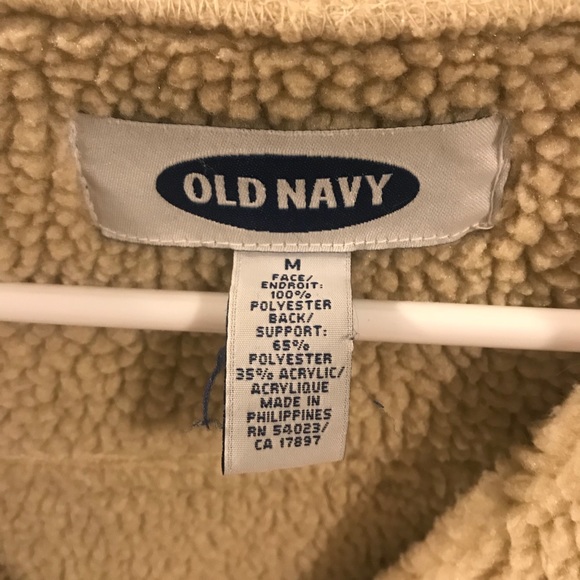 OLD NAVY
M
FACE/
ENDROIT:
100%
POLYESTER
BACK/
SUPPORT:
65%
POLYESTER
35% ACRYLIC/
ACRYLIQUE
MADE IN
PHILIPPINES
RN 54023/
CA 17897